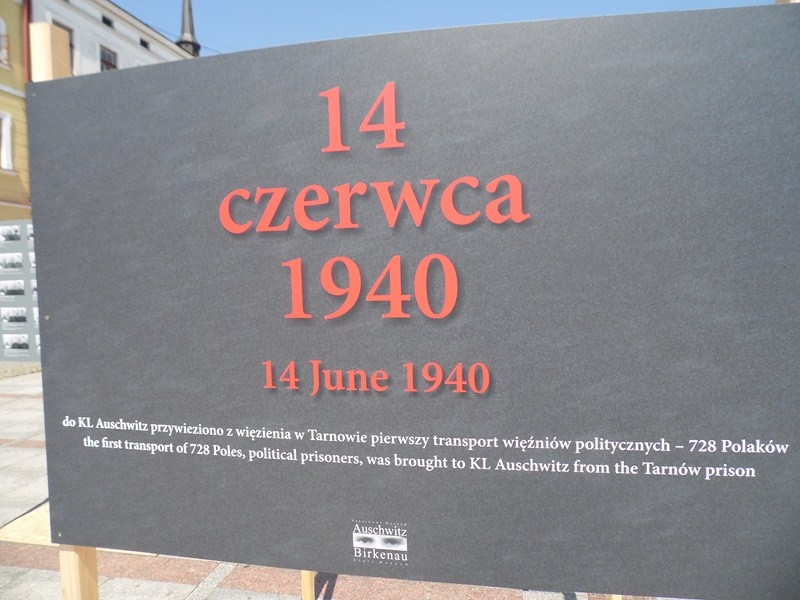 14
czerwca
1940
14 June 1940
do KL Auschwitz przywieziono z więzienia w Tarnowie pierwszy transport więźniów politycznych – 728 Polaków
the first transport of 728 Poles, political prisoners, was brought to KL Auschwitz from the Tarnów prison
Auschwitz
Birkenau